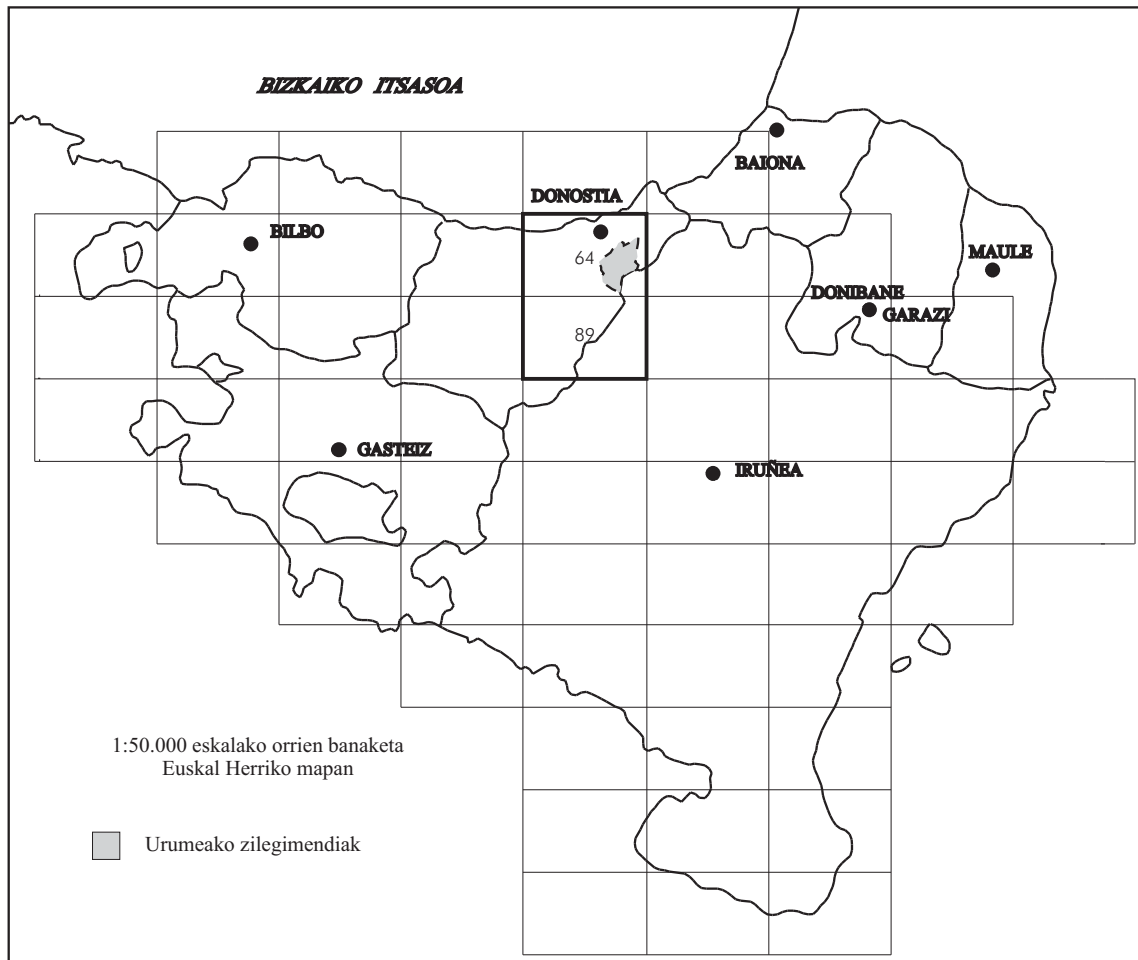 BIZKAIKO ITSASOA
BAIONA
DONOSTIA
BILBO
MAULE
64
DONIBANE
GARAZI
89
GASTEIZ
IRUÑEA
1:50.000 eskalako orrien banaketa
Euskal Herriko mapan
Urumeako zilegimendiak